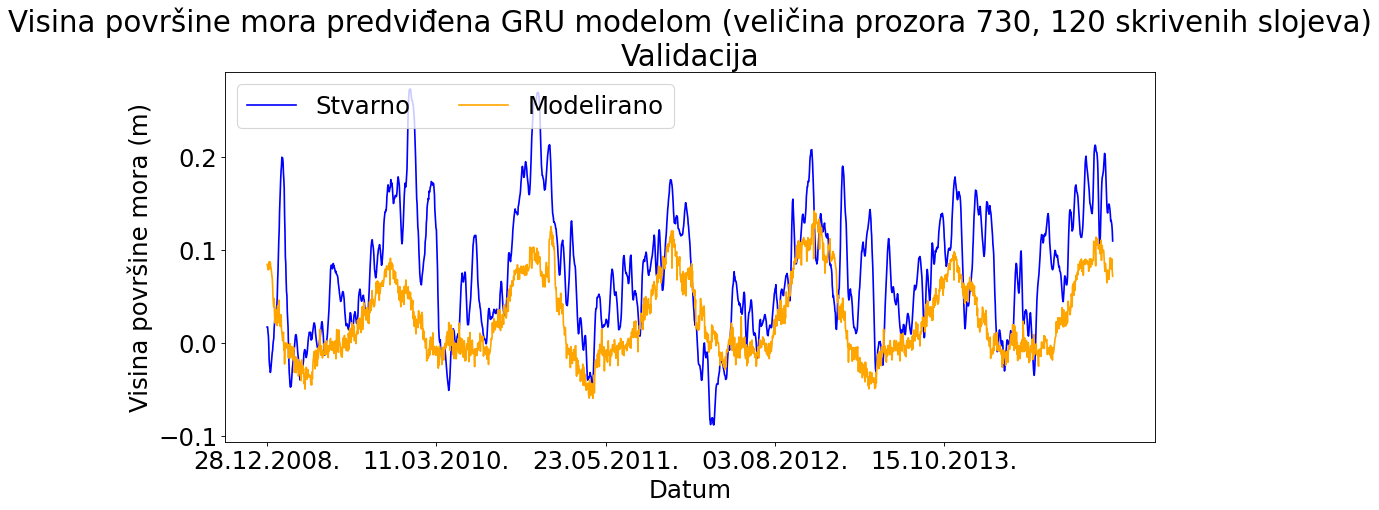 Visina površine mora predviđena GRU modelom (veličina prozora 730, 120 skrivenih slojeva)
Validacija
Stvarno Modelirano
Visina površine mora (m)
0.2
0.1
0.0
−0.1
28.12.2008. 11.03.2010. 23.05.2011. 03.08.2012. 15.10.2013.
Datum